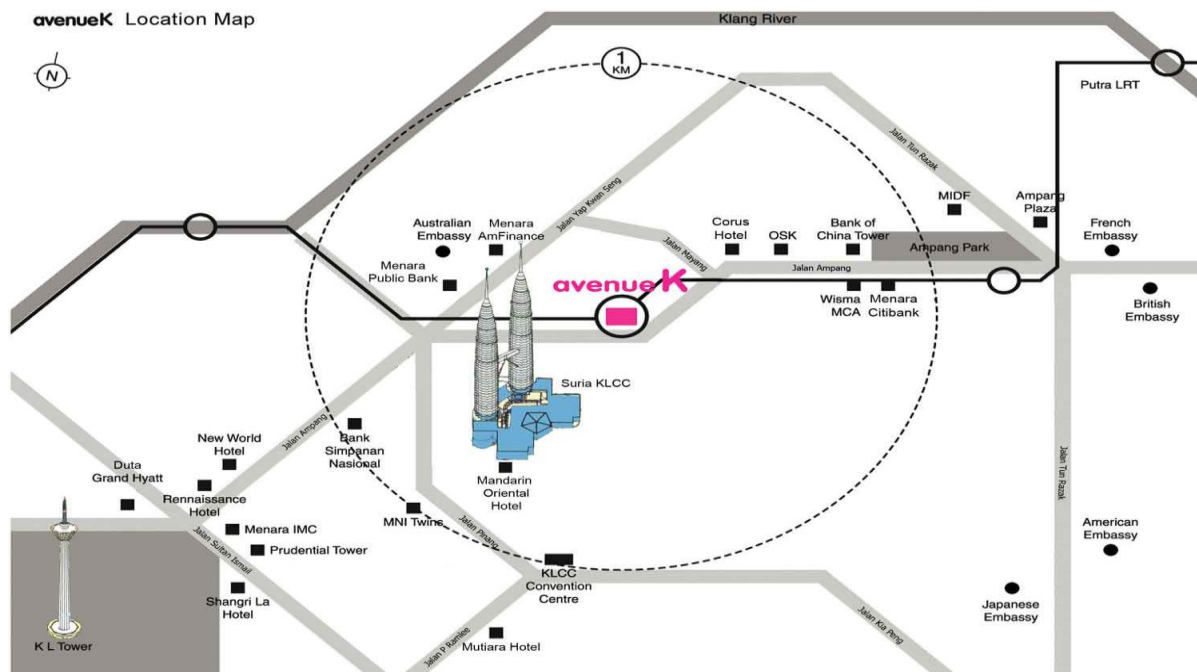 avenueK Location Map
N
Klang River
1
KM
Putra LRT
Jalan Tun Razak
Jalan Yap Kwan Seng
MIDF
Ampang
Plaza
Australian
Embassy
Menara
AmFinance
Corus
Hotel
OSK
Bank of
China Tower
Ampang Park
French
Embassy
Jalan Mayang
Menara
Public Bank
Jalan Ampang
avenueK
Wisma
MCA
Menara
Citibank
British
Embassy
Suria KLCC
Jalan Ampang
Bank
Simpanan
Nasional
New World
Hotel
Duta
Grand Hyatt
Rennaissance
Hotel
Mandarin
Oriental
Hotel
Jalan Tun Razak
MNI Twins
Jalan Pinang
Menara IMC
Jalan Sultan Ismail
Prudential Tower
American
Embassy
KLCC
Convention
Centre
Shangri La
Hotel
Japanese
Embassy
Jalan Kia Peng
K L Tower
Jalan P Ramlee
Mutiara Hotel